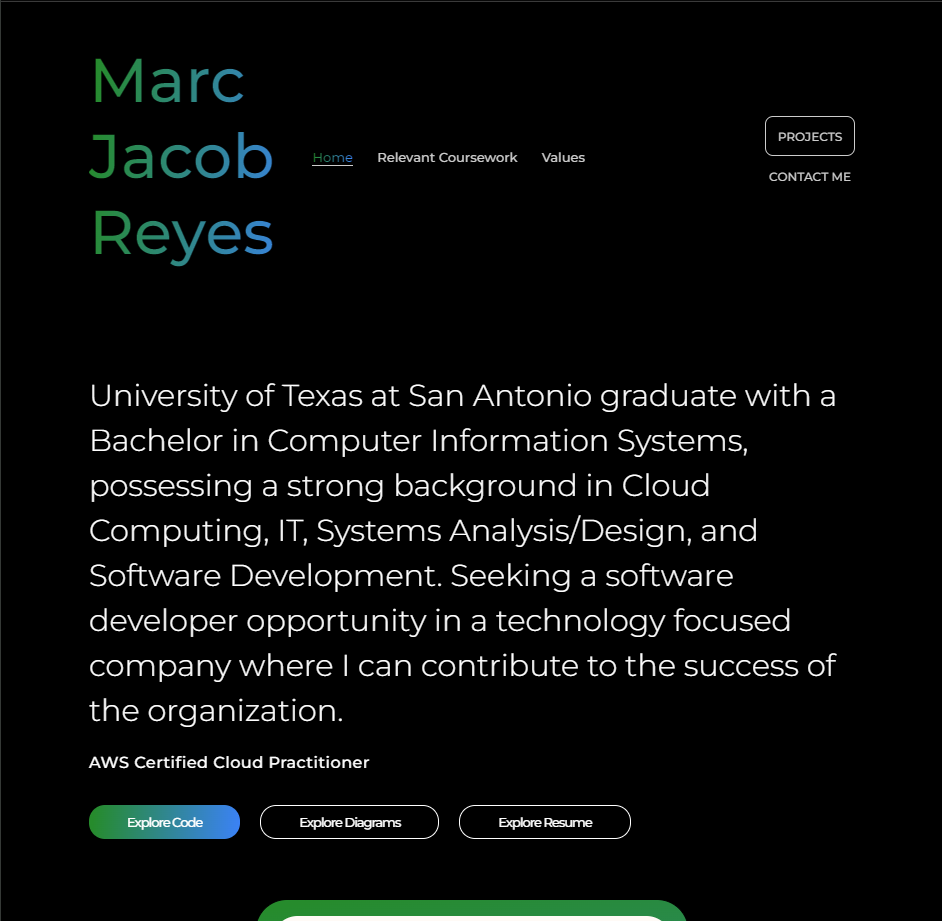 Marc
Jacob
Reyes
Home
Relevant Coursework
Values
PROJECTS
CONTACT ME
University of Texas at San Antonio graduate with a
Bachelor in Computer Information Systems,
possessing a strong background in Cloud
Computing, IT, Systems Analysis/Design, and
Software Development. Seeking a software
developer opportunity in a technology focused
company where I can contribute to the success of
the organization.
AWS Certified Cloud Practitioner
Explore Code
Explore Diagrams
Explore Resume